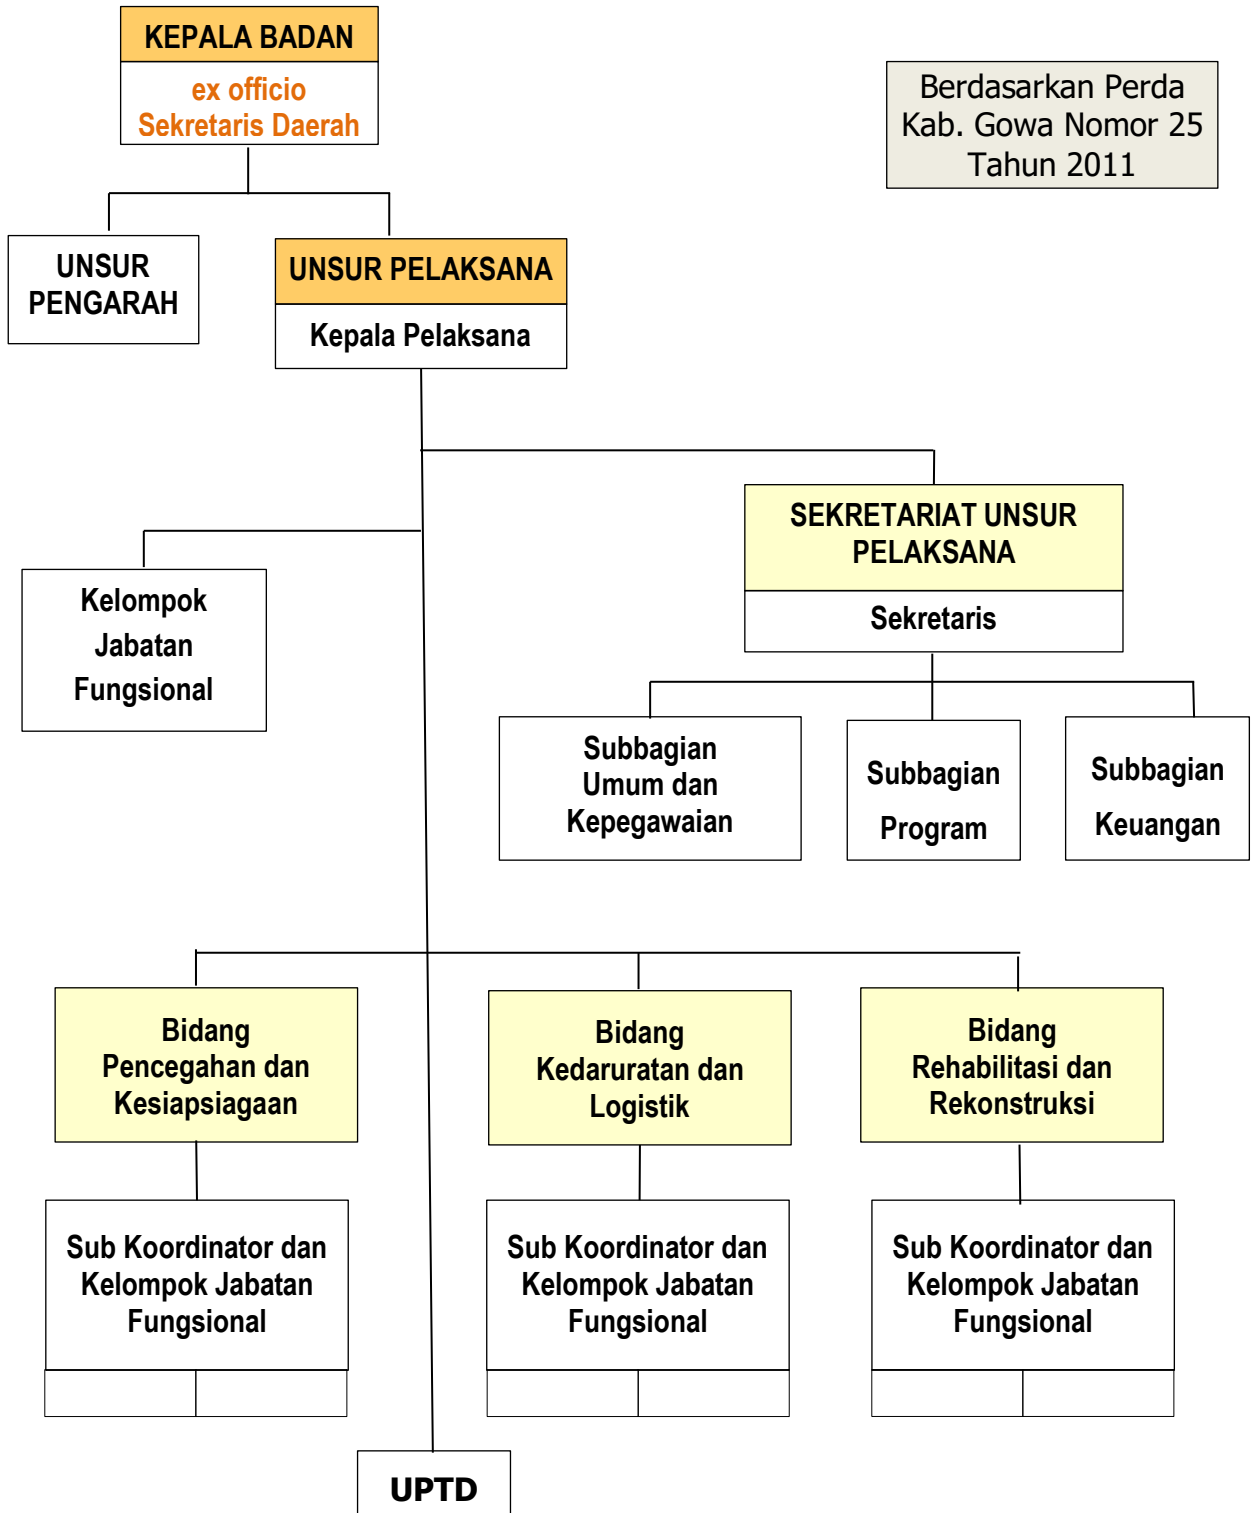 KEPALA BADAN
ex officio
Sekretaris Daerah
Berdasarkan Perda
Kab. Gowa Nomor 25
Tahun 2011
UNSUR
PENGARAH
UNSUR PELAKSANA
Kepala Pelaksana
SEKRETARIAT UNSUR
PELAKSANA
Sekretaris
Kelompok
Jabatan
Fungsional
Subbagian
Umum dan
Kepegawaian
Subbagian
Program
Subbagian
Keuangan
Bidang
Pencegahan dan
Kesiapsiagaan
Bidang
Kedaruratan dan
Logistik
Bidang
Rehabilitasi dan
Rekonstruksi
Sub Koordinator dan
Kelompok Jabatan
Fungsional
Sub Koordinator dan
Kelompok Jabatan
Fungsional
Sub Koordinator dan
Kelompok Jabatan
Fungsional
UPTD